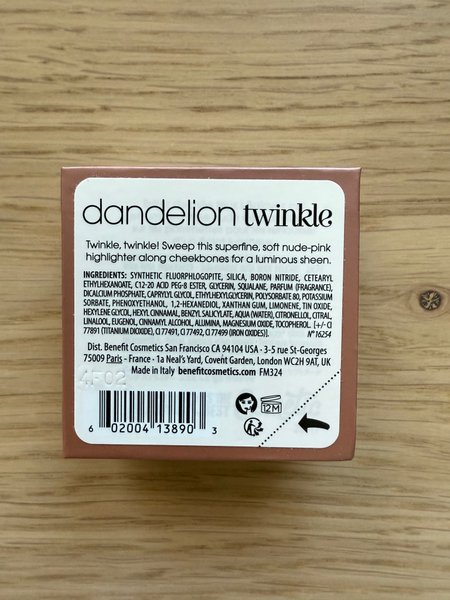 dandelion twinkle
Twinkle, twinkle! Sweep this superfine, soft nude-pink
highlighter along cheekbones for a luminous sheen.
INGREDIENTS: SYNTHETIC FLUORPHLOGOPITE, SILICA, BORON NITRIDE, CETEARYL
ETHYLHEXANOATE, C12-20 ACID PEG-8 ESTER, GLYCERIN, SQUALANE, PARFUM (FRAGRANCE),
DICALCIUM PHOSPHATE, CAPRYLYL GLYCOL, ETHYLHEXYLGLYCERIN, POLYSORBATE 80, POTASSIUM
SORBATE, PHENOXYETHANOL, 1,2-HEXANEDIOL, XANTHAN GUM, LIMONENE, TIN OXIDE,
HEXYLENE GLYCOL, HEXYL CINNAMAL, BENZYL SALICYLATE, AQUA (WATER), CITRONELLOL, CITRAL,
LINALOOL, EUGENOL, CINNAMYL ALCOHOL, ALUMINA, MAGNESIUM OXIDE, TOCOPHEROL. [+/- CI
77891 (TITANIUM DIOXIDE), CI 77491, CI 77492, CI 77499 (IRON OXIDES)]. N° 16254
Dist. Benefit Cosmetics San Francisco CA 94104 USA - 3-5 rue St-Georges
75009 Paris - France - 1a Neal's Yard, Covent Garden, London WC2H 9AT, UK
Made in Italy benefitcosmetics.com FM324
4F02
12M
6 02004 13890 3